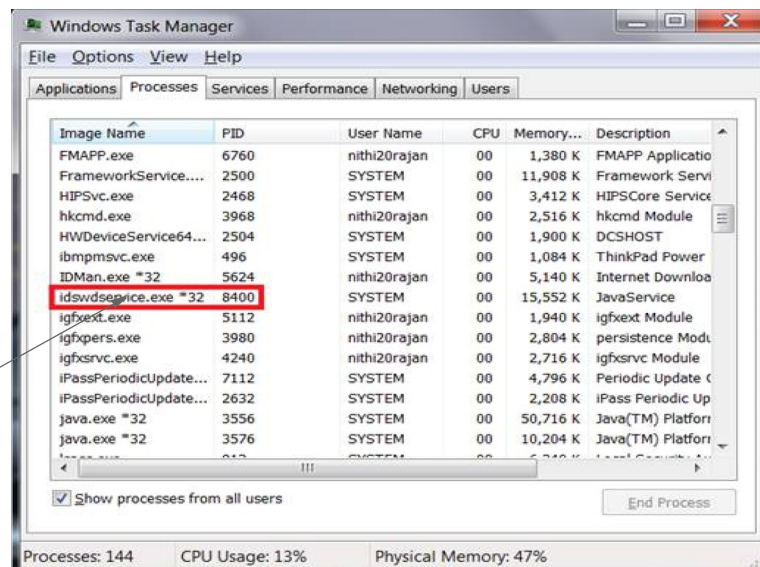 Windows Task Manager
File Options View Help
Applications Processes Services Performance Networking Users
Image Name PID User Name CPU Memory... Description
FMAPP.exe 6760 nithi20rajan 00 1,380 K FMAPP Applicatio
FrameworkService.... 2500 SYSTEM 00 11,908 K Framework Servi
HIPSvc.exe 2468 SYSTEM 00 3,412 K HIPSCore Service
hkcmd.exe 3968 nithi20rajan 00 2,516 K hkcmd Module
HWDeviceService64... 2504 SYSTEM 00 1,900 K DCSHOST
ibmpmsvc.exe 496 SYSTEM 00 1,084 K ThinkPad Power
IDMan.exe *32 5624 nithi20rajan 00 5,140 K Internet Downloa
idswdservice.exe *32 8400 SYSTEM 00 15,552 K JavaService
igfxext.exe 5112 nithi20rajan 00 1,940 K igfxext Module
igfxpers.exe 3980 nithi20rajan 00 2,804 K persistence Modu
igfxsrvc.exe 4240 nithi20rajan 00 2,716 K igfxsrvc Module
iPassPeriodicUpdate... 7112 SYSTEM 00 4,796 K Periodic Update
iPassPeriodicUpdate... 2632 SYSTEM 00 2,208 K iPass Periodic Up
java.exe *32 3556 SYSTEM 00 50,716 K Java(TM) Platforr
java.exe *32 3576 SYSTEM 00 10,204 K Java(TM) Platforr
Show processes from all users
End Process
Processes: 144 CPU Usage: 13% Physical Memory: 47%